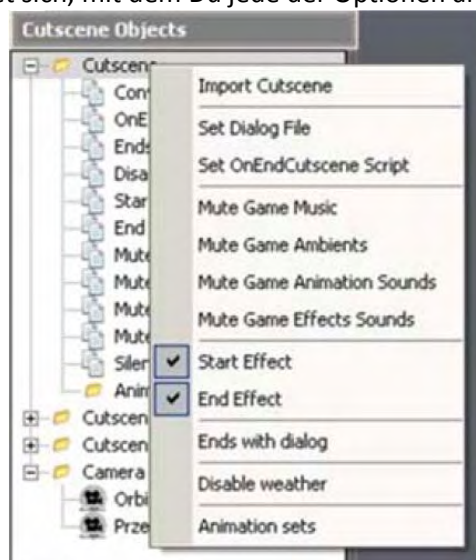 st sich, mit dem Du jede der Optionen
Cutscene Objects
Cutscene
Import Cutscene
Set Dialog File
Set OnEndCutscene Script
Mute Game Music
Mute Game Ambients
Mute Game Animation Sounds
Mute Game Effects Sounds
Start Effect
End Effect
Ends with dialog
Disable weather
Animation sets
Con
OnE
Ends
Disa
Star
End
Mute
Mute
Mute
Mute
Silen
Anim
Cutscen
Cutscen
Camera
Orbi
Prze